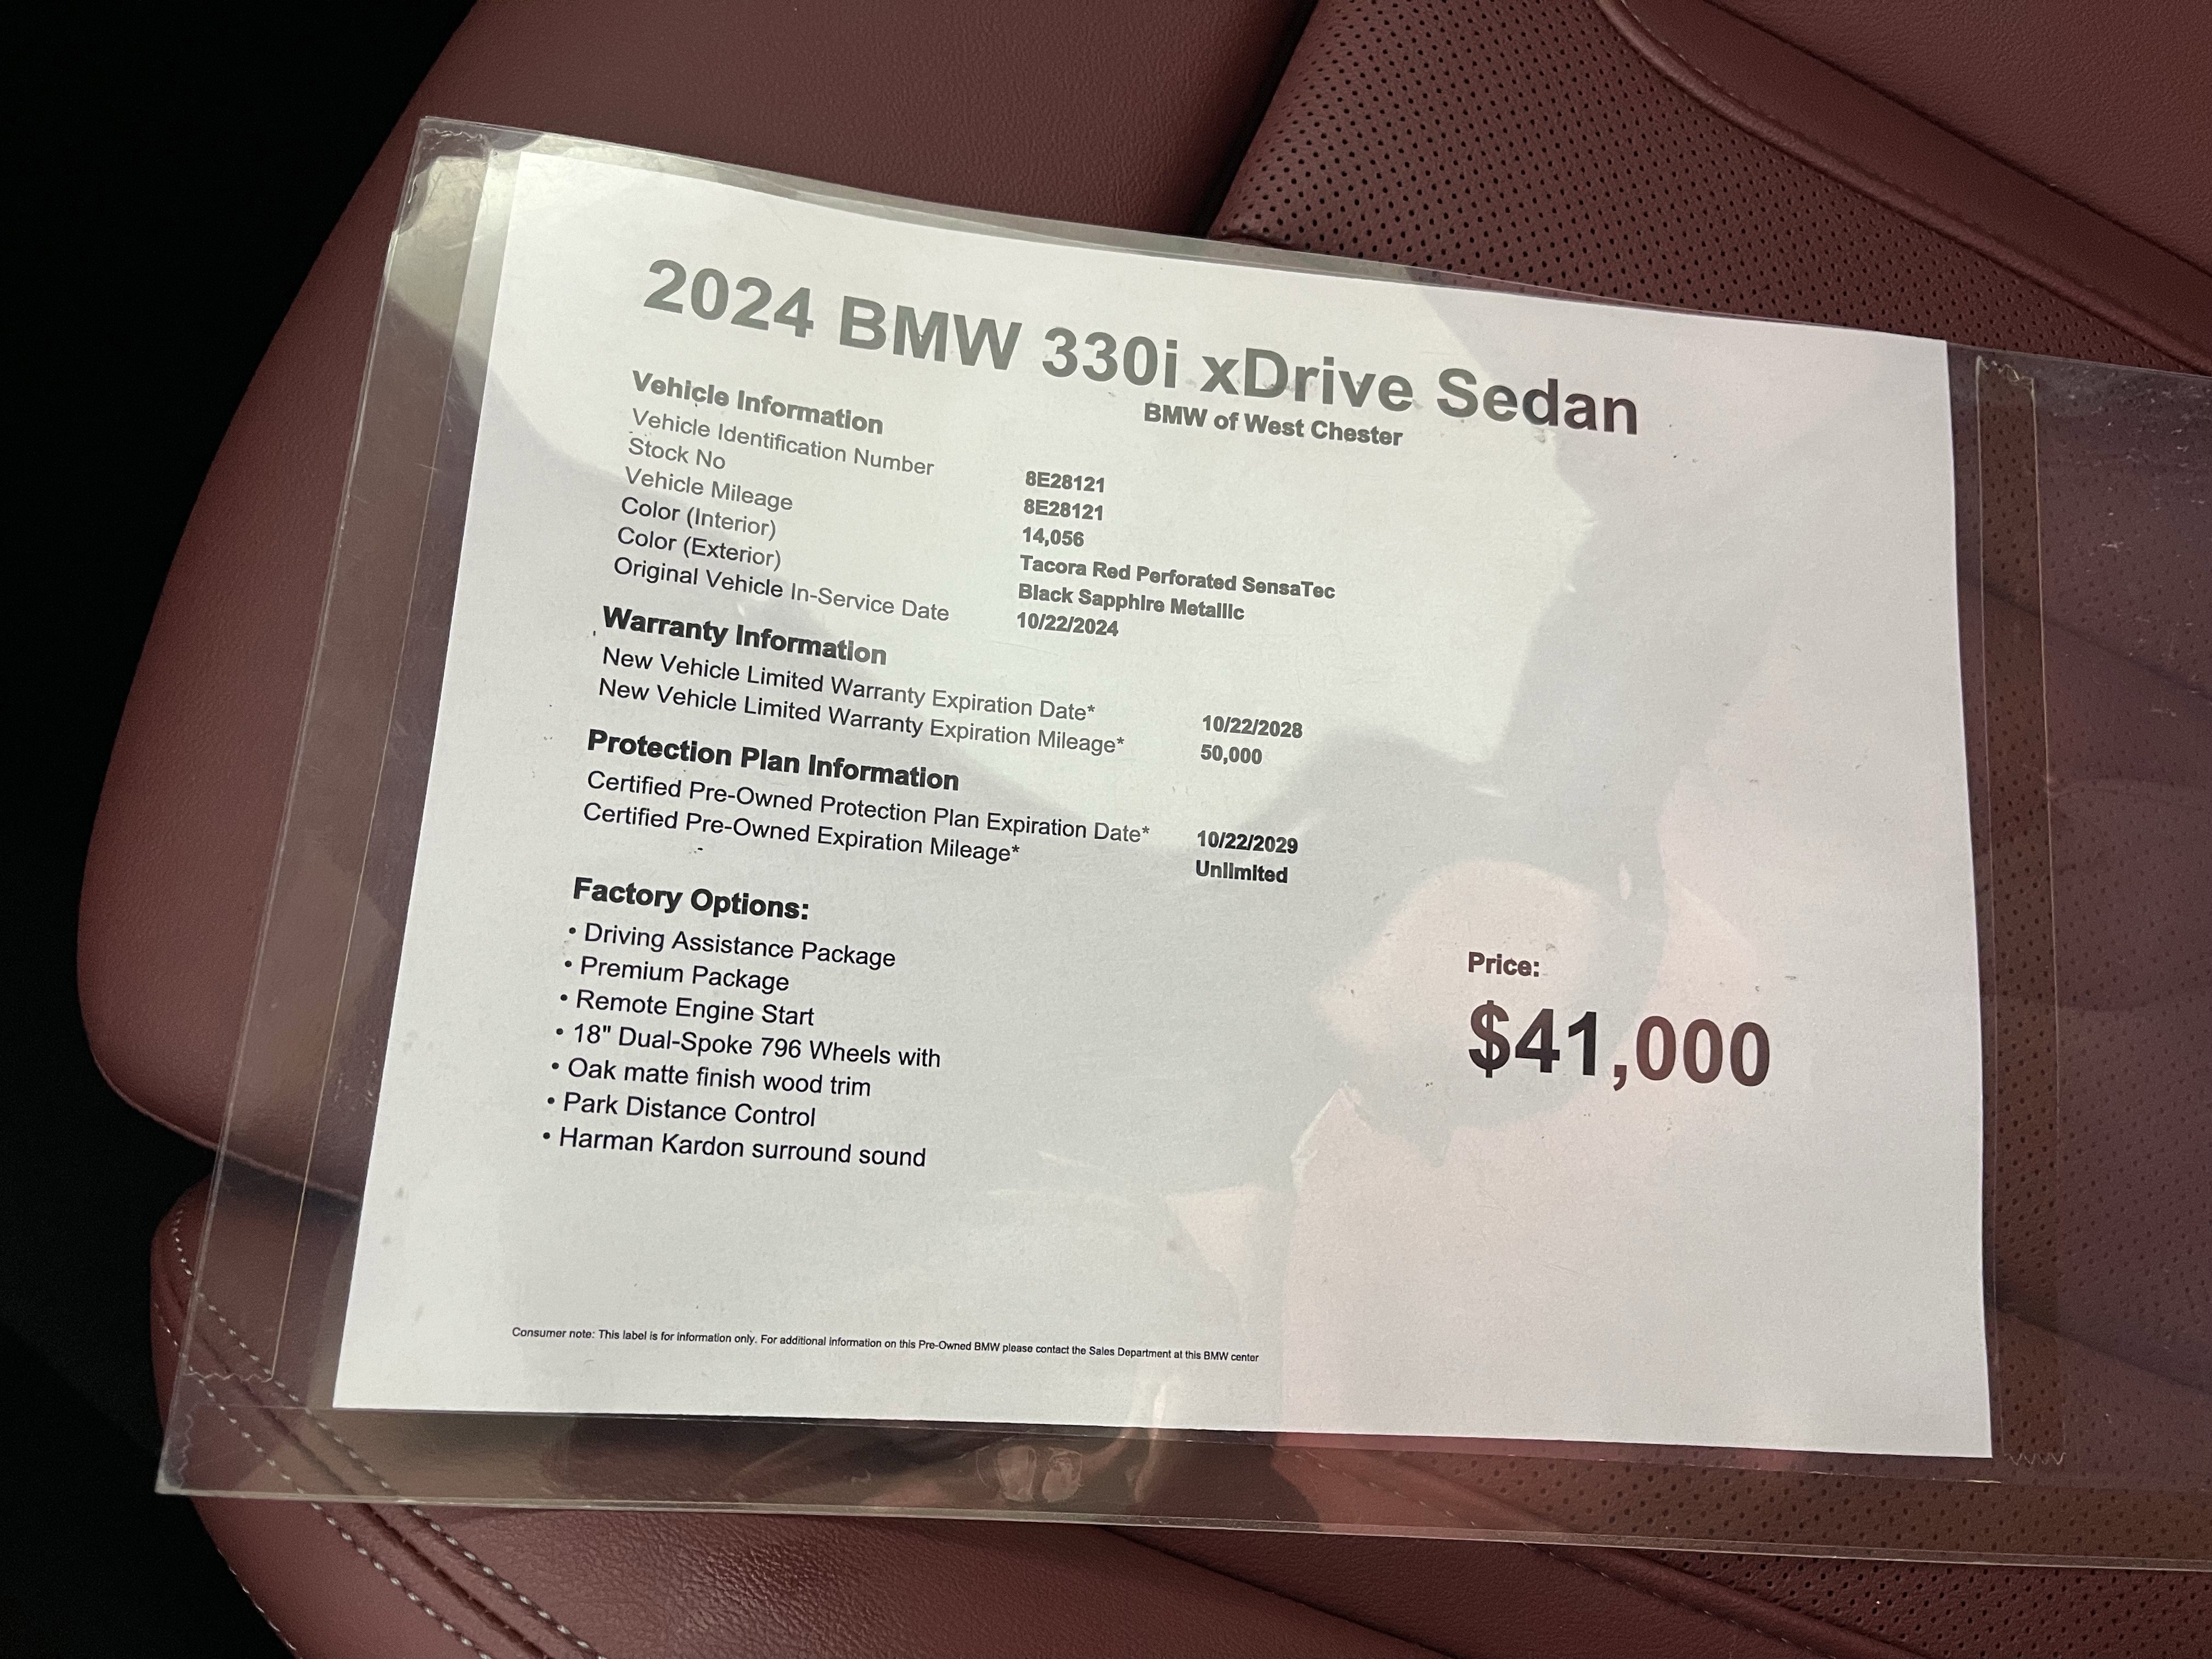 2024 BMW 330i xDrive Sedan
BMW of West Chester
Vehicle Information
Vehicle Identification Number 8E28121
Stock No 8E28121
Vehicle Mileage 14,056
Color (Interior) Tacora Red Perforated SensaTec
Color (Exterior) Black Sapphire Metallic
Original Vehicle In-Service Date 10/22/2024
Warranty Information
New Vehicle Limited Warranty Expiration Date* 10/22/2028
New Vehicle Limited Warranty Expiration Mileage* 50,000
Protection Plan Information
Certified Pre-Owned Protection Plan Expiration Date* 10/22/2029
Certified Pre-Owned Expiration Mileage* Unlimited
Factory Options:
• Driving Assistance Package
• Premium Package
• Remote Engine Start
• 18" Dual-Spoke 796 Wheels with
• Oak matte finish wood trim
• Park Distance Control
• Harman Kardon surround sound
Price:
$41,000
Consumer note: This label is for information only. For additional information on this Pre-Owned BMW please contact the Sales Department at this BMW center